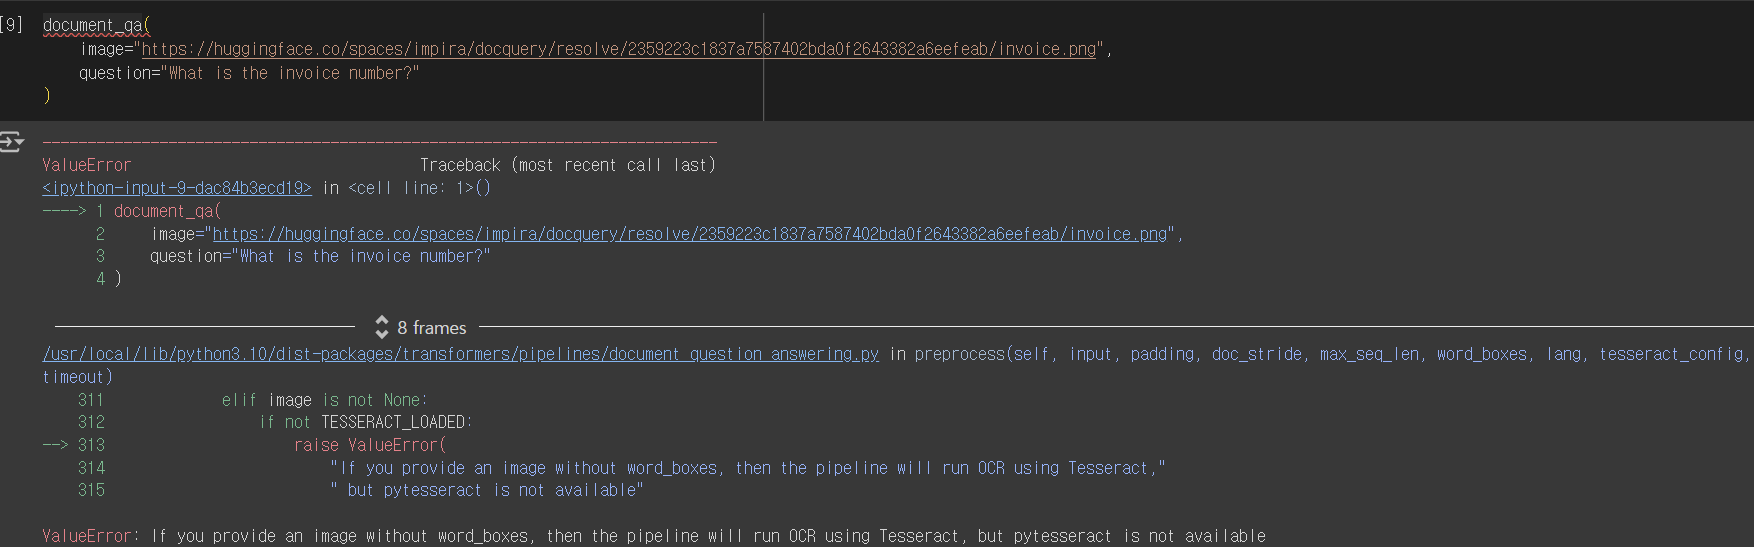 [9] document_qa(
    image="https://huggingface.co/spaces/impira/docquery/resolve/2359223c1837a7587402bda0f2643382a6eefeab/invoice.png",
    question="What is the invoice number?"
)
---------------------------------------------------------------------------
ValueError                                Traceback (most recent call last)
<ipython-input-9-dac84b3ecd19> in <cell line: 1>()
----> 1 document_qa(
      2     image="https://huggingface.co/spaces/impira/docquery/resolve/2359223c1837a7587402bda0f2643382a6eefeab/invoice.png",
      3     question="What is the invoice number?"
      4 )
8 frames
/usr/local/lib/python3.10/dist-packages/transformers/pipelines/document_question_answering.py in preprocess(self, input, padding, doc_stride, max_seq_len, word_boxes, lang, tesseract_config,
timeout)
    311             elif image is not None:
    312                 if not TESSERACT_LOADED:
--> 313                     raise ValueError(
    314                         "If you provide an image without word_boxes, then the pipeline will run OCR using Tesseract,"
    315                         " but pytesseract is not available"
ValueError: If you provide an image without word_boxes, then the pipeline will run OCR using Tesseract, but pytesseract is not available